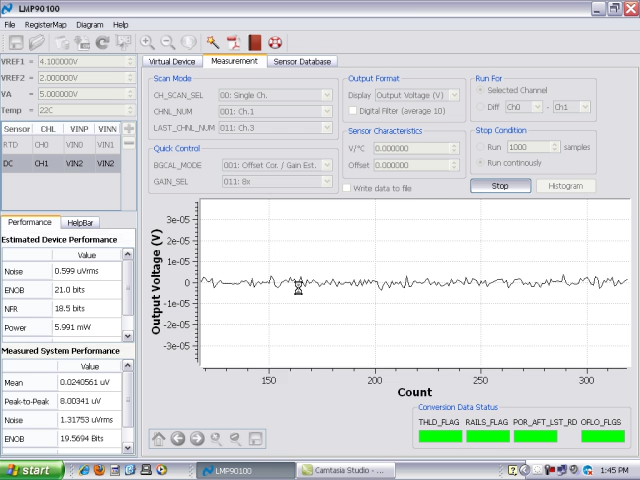 LMP90100
File RegisterMap Diagram Help
VREF1 = 4.100000V
VREF2 = 2.000000V
VA = 5.000000V
Temp = 22C
Sensor CHL VINP VINN
RTD CH0 VIN0 VIN1
DC CH1 VIN2 VIN2
Performance HelpBar
Estimated Device Performance
Value
Noise 0.599 uVrms
ENOB 21.0 bits
NFR 18.5 bits
Power 5.991 mW
Measured System Performance
Value
Mean 0.0240561 uV
Peak-to-Peak 8.00341 uV
Noise 1.31753 uVrms
ENOB 19.5694 Bits
Virtual Device Measurement Sensor Database
Scan Mode
CH_SCAN_SEL 00: Single Ch.
CHNL_NUM 001: Ch.1
LAST_CHNL_NUM 011: Ch.3
Quick Control
BGCAL_MODE 001: Offset Cor. / Gain Est.
GAIN_SEL 011: 8x
Output Format
Display Output Voltage (V)
Digital Filter (average 10)
Sensor Characteristics
V/°C 0.000000
Offset 0.000000
Write data to file
Run For
Selected Channel
Diff Ch0 - Ch1
Stop Condition
Run 1000 samples
Run continously
Stop Histogram
Output Voltage (V)
3e-05
2e-05
1e-05
0
-1e-05
-2e-05
-3e-05
150 200 250 300
Count
Conversion Data Status
THLD_FLAG RAILS_FLAG POR_AFT_LST_RD OFLO_FLGS
start LMP90100 Camtasia Studio - ... 1:45 PM